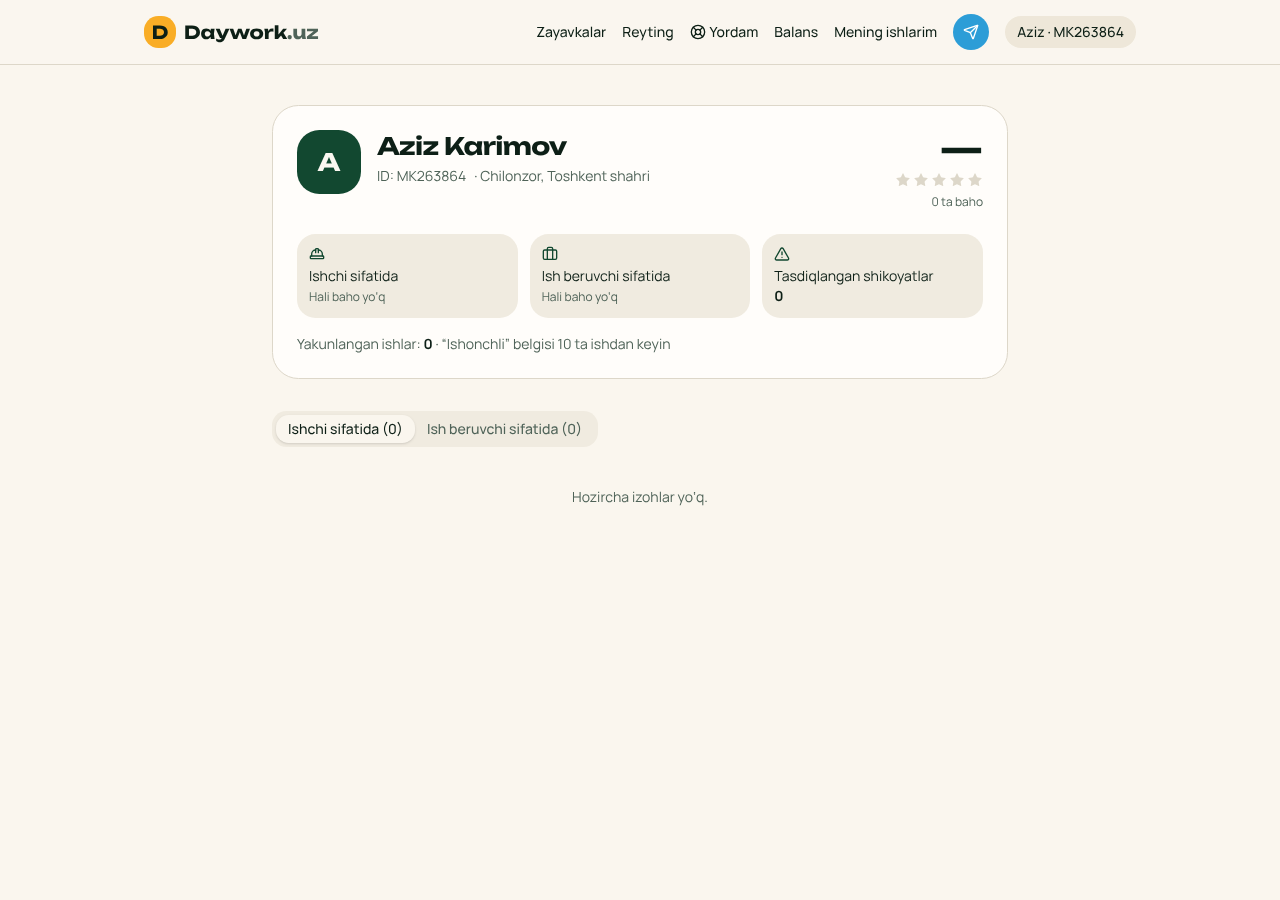 D Daywork.uz
Zayavkalar Reyting Yordam Balans Mening ishlarim Aziz · MK263864
A
Aziz Karimov
ID: MK263864 · Chilonzor, Toshkent shahri
—
0 ta baho
Ishchi sifatida
Hali baho yo'q
Ish beruvchi sifatida
Hali baho yo'q
Tasdiqlangan shikoyatlar
0
Yakunlangan ishlar: 0 · “Ishonchli” belgisi 10 ta ishdan keyin
Ishchi sifatida (0) Ish beruvchi sifatida (0)
Hozircha izohlar yo'q.